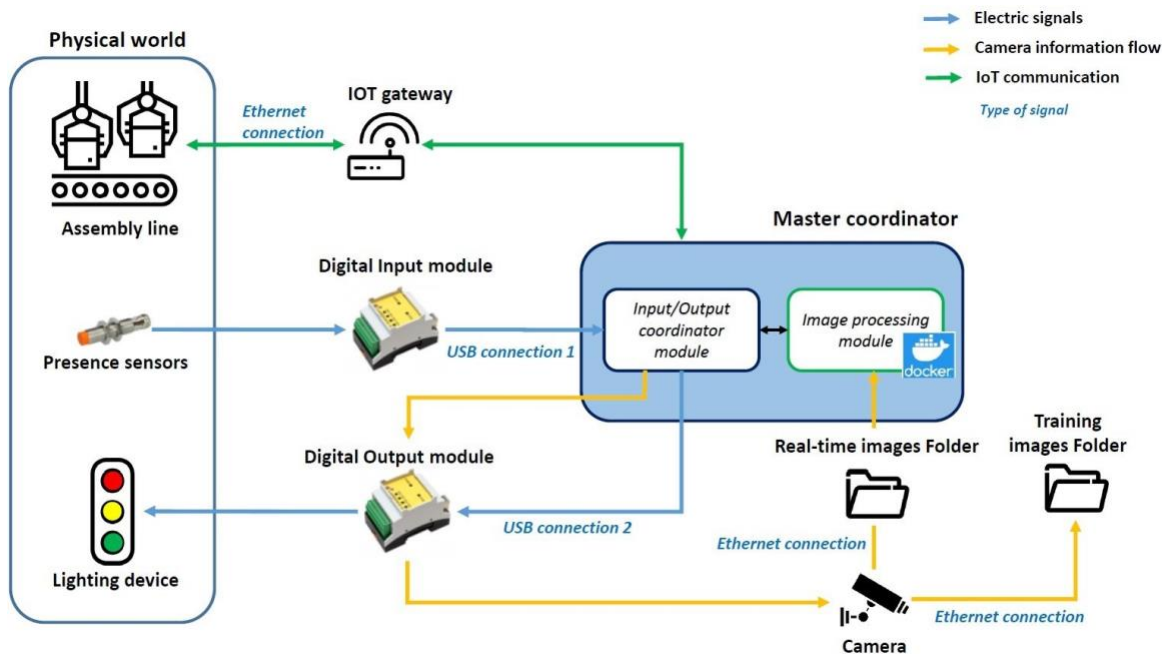 Electric signals
Camera information flow
IoT communication
Type of signal
Physical world
Ethernet
connection
IOT gateway
Assembly line
Master coordinator
Digital Input module
Input/Output
coordinator
module
Image processing
module
docker
USB connection 1
Presence sensors
Digital Output module
Real-time images Folder
Training
images Folder
USB connection 2
Ethernet connection
Lighting device
Ethernet connection
Camera